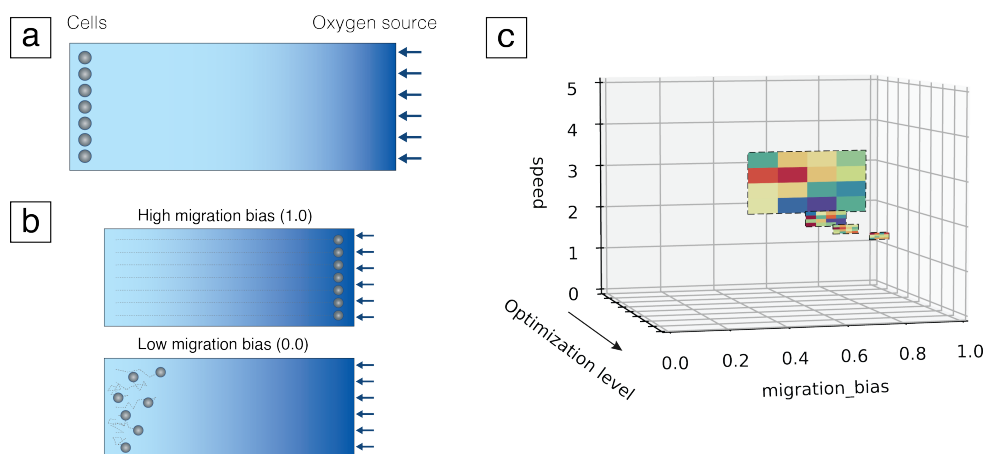 a
Cells
Oxygen source
b
High migration bias (1.0)
Low migration bias (0.0)
c
5
4
3
2
1
0
speed
Optimization level
0.0 0.2 0.4 0.6 0.8 1.0
migration_bias